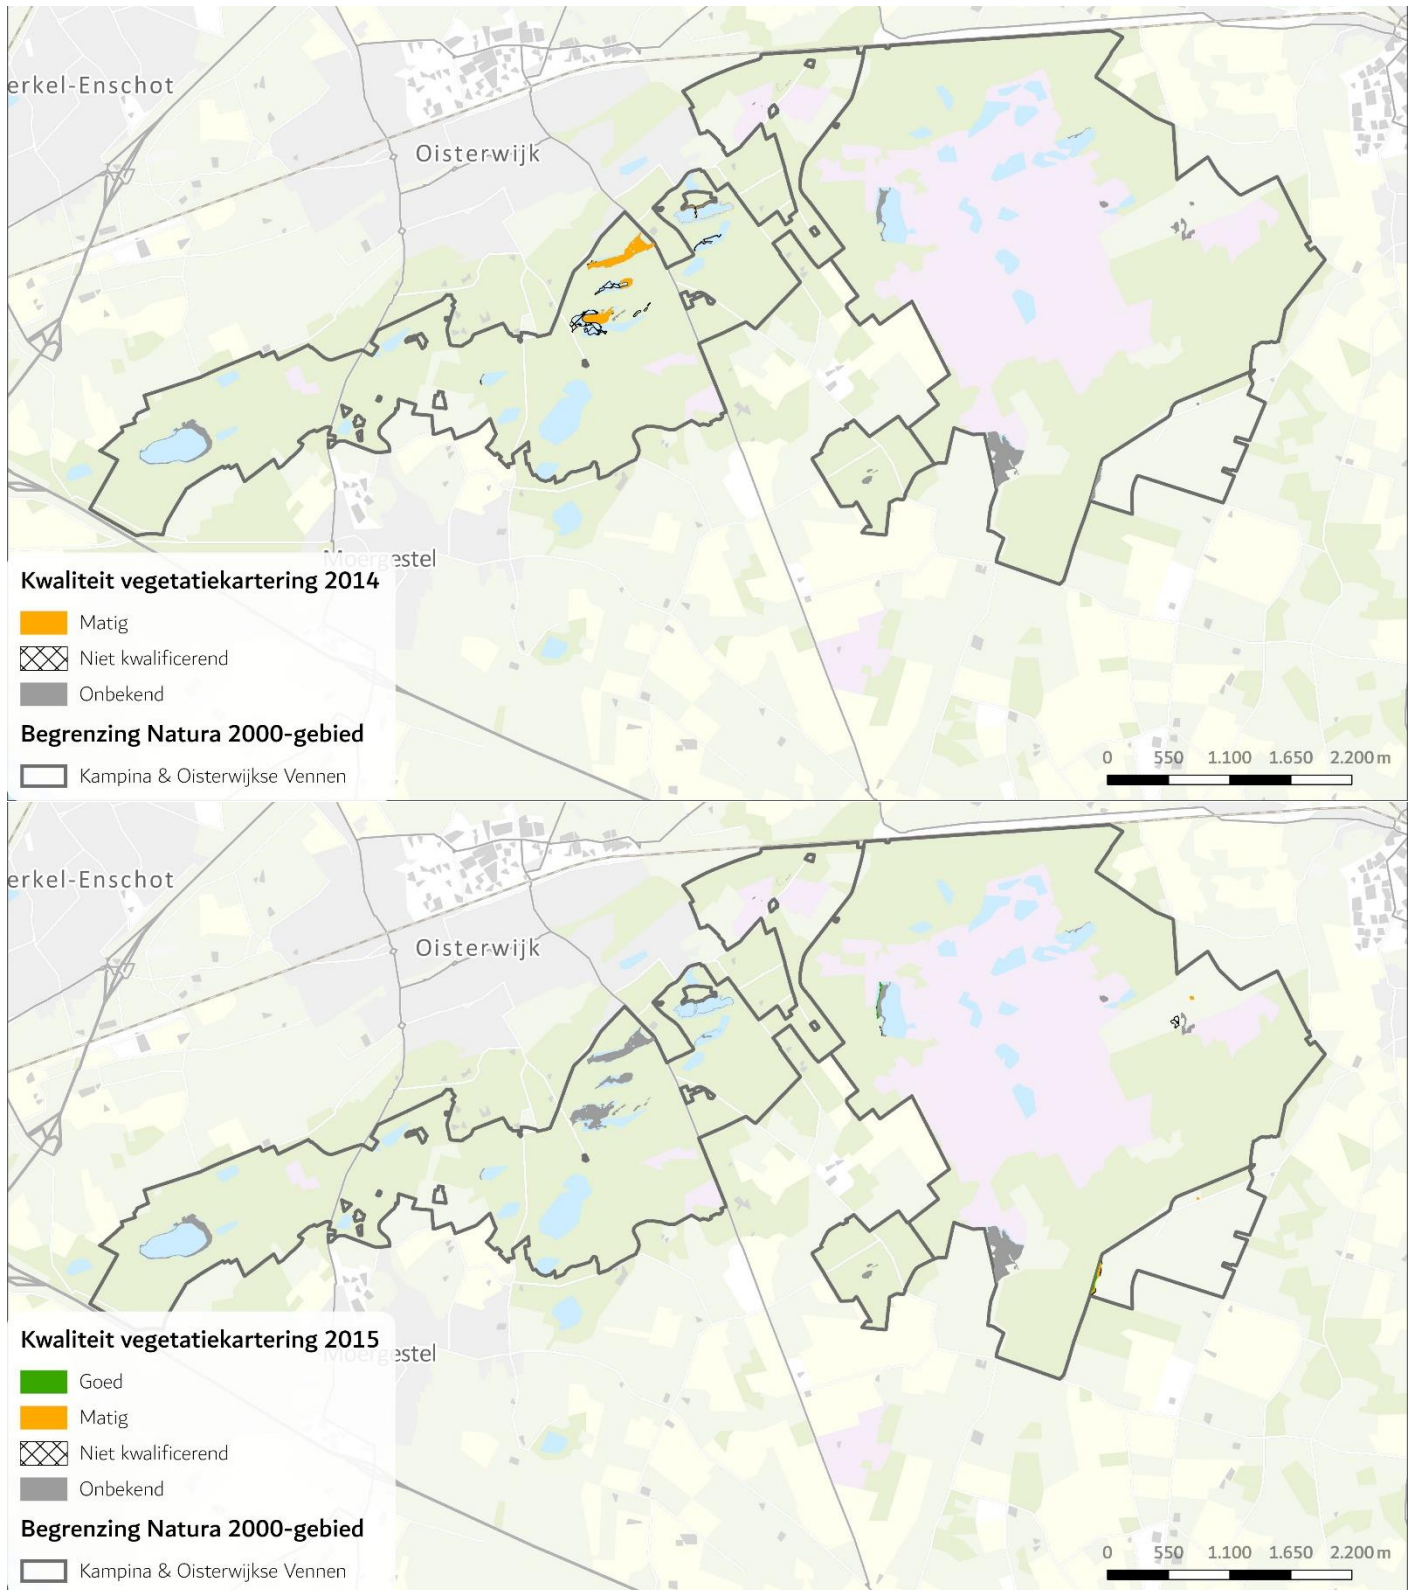 erkel-Enschot
Oisterwijk
Moergestel
Kwaliteit vegetatiekartering 2014
Matig
Niet kwalificerend
Onbekend
Begrenzing Natura 2000-gebied
Kampina & Oisterwijkse Vennen
0 550 1.100 1.650 2.200 m
erkel-Enschot
Oisterwijk
Moergestel
Kwaliteit vegetatiekartering 2015
Goed
Matig
Niet kwalificerend
Onbekend
Begrenzing Natura 2000-gebied
Kampina & Oisterwijkse Vennen
0 550 1.100 1.650 2.200 m